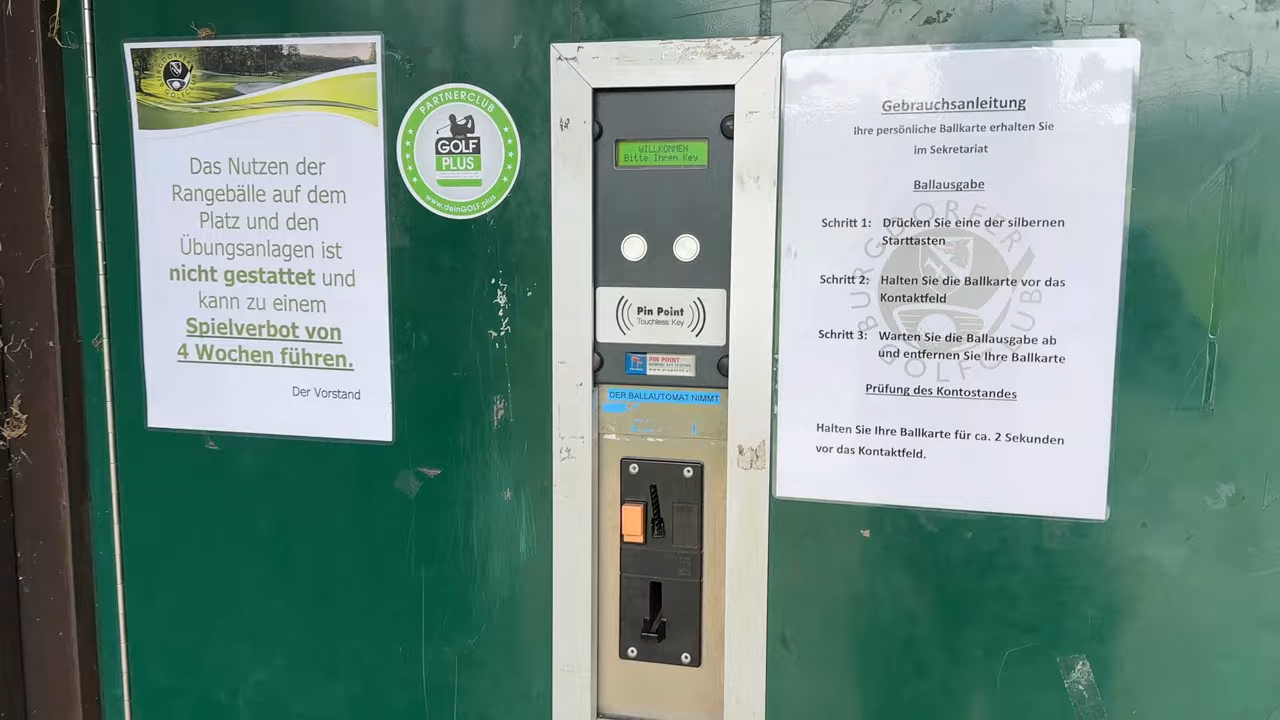 Das Nutzen der
Rangebälle auf dem
Platz und den
Übungsanlagen ist
nicht gestattet und
kann zu einem
Spielverbot von
4 Wochen führen.
Der Vorstand
PARTNERCLUB
dein
GOLF
PLUS
www.deinGOLF.plus
WILLKOMMEN
Bitte Ihren Key
Pin Point
Touchless Key
PIN POINT
DER BALLAUTOMAT NIMMT
Gebrauchsanleitung
Ihre persönliche Ballkarte erhalten Sie
im Sekretariat
Ballausgabe
Schritt 1: Drücken Sie eine der silbernen
Starttasten
Schritt 2: Halten Sie die Ballkarte vor das
Kontaktfeld
Schritt 3: Warten Sie die Ballausgabe ab
und entfernen Sie Ihre Ballkarte
Prüfung des Kontostandes
Halten Sie Ihre Ballkarte für ca. 2 Sekunden
vor das Kontaktfeld.
BURGDORFER
GOLFCLUB